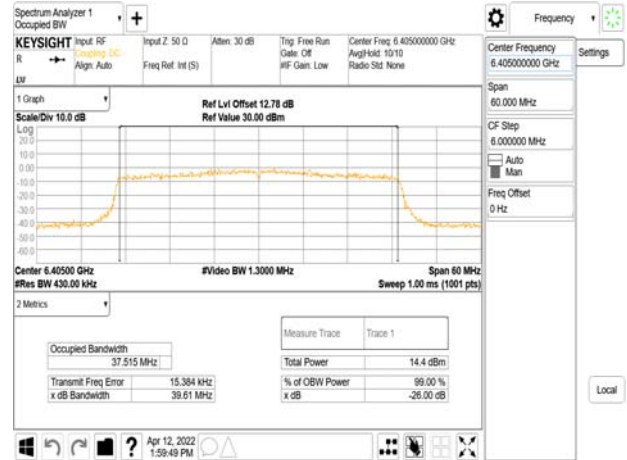 Spectrum Analyzer 1
Occupied BW
+
Frequency
KEYSIGHT
Input: RF
Coupling: DC
Align: Auto
Input Z: 50 Ω
Freq Ref: Int (S)
Atten: 30 dB
Trig: Free Run
Gate: Off
#IF Gain: Low
Center Freq: 6.405000000 GHz
Avg|Hold: 10/10
Radio Std: None
R
LVI
Center Frequency
6.405000000 GHz
Settings
Span
60.000 MHz
CF Step
6.000000 MHz
Auto
Man
Freq Offset
0 Hz
Local
1 Graph
Scale/Div 10.0 dB
Ref Lvl Offset 12.78 dB
Ref Value 30.00 dBm
Log
20.0
10.0
0.00
-10.0
-20.0
-30.0
-40.0
-50.0
-60.0
Center 6.40500 GHz
#Video BW 1.3000 MHz
Span 60 MHz
#Res BW 430.00 kHz
Sweep 1.00 ms (1001 pts)
2 Metrics
Measure Trace
Trace 1
Occupied Bandwidth
37.515 MHz
Total Power
14.4 dBm
Transmit Freq Error
15.384 kHz
% of OBW Power
99.00 %
x dB Bandwidth
39.61 MHz
x dB
-26.00 dB
?
Apr 12, 2022
1:59:49 PM